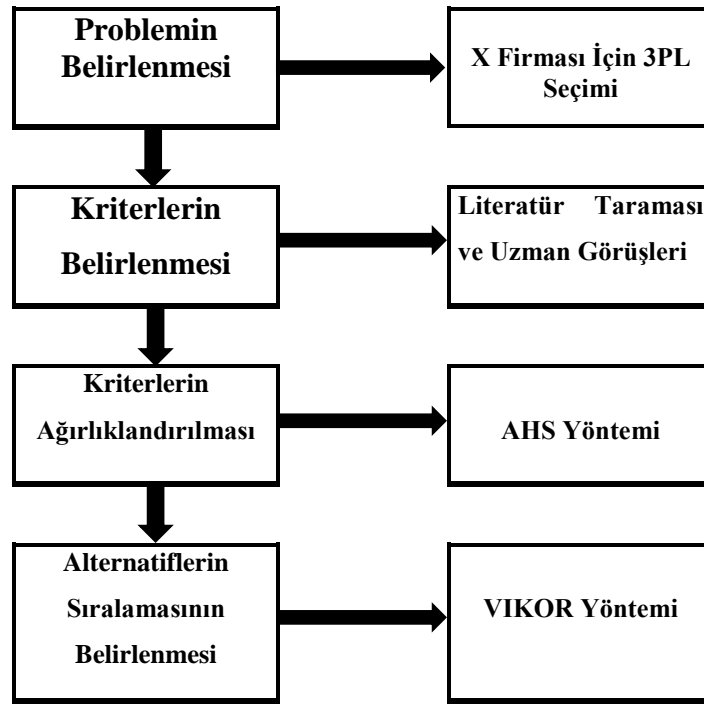 Problemin
Belirlenmesi
X Firması İçin 3PL
Seçimi
Kriterlerin
Belirlenmesi
Literatür Taraması
ve Uzman Görüşleri
Kriterlerin
Ağırlıklandırılması
AHS Yöntemi
Alternatiflerin
Sıralamasının
Belirlenmesi
VIKOR Yöntemi